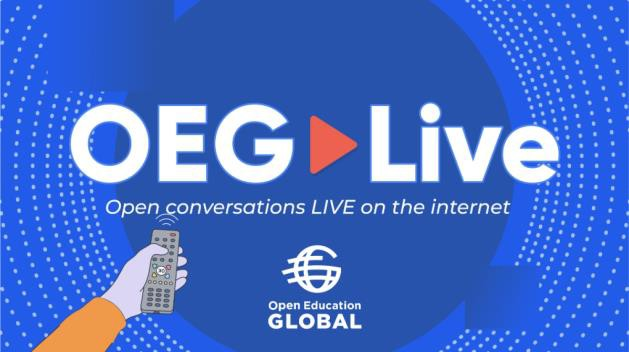 OEG Live
Open conversations LIVE on the internet
Open Education
GLOBAL